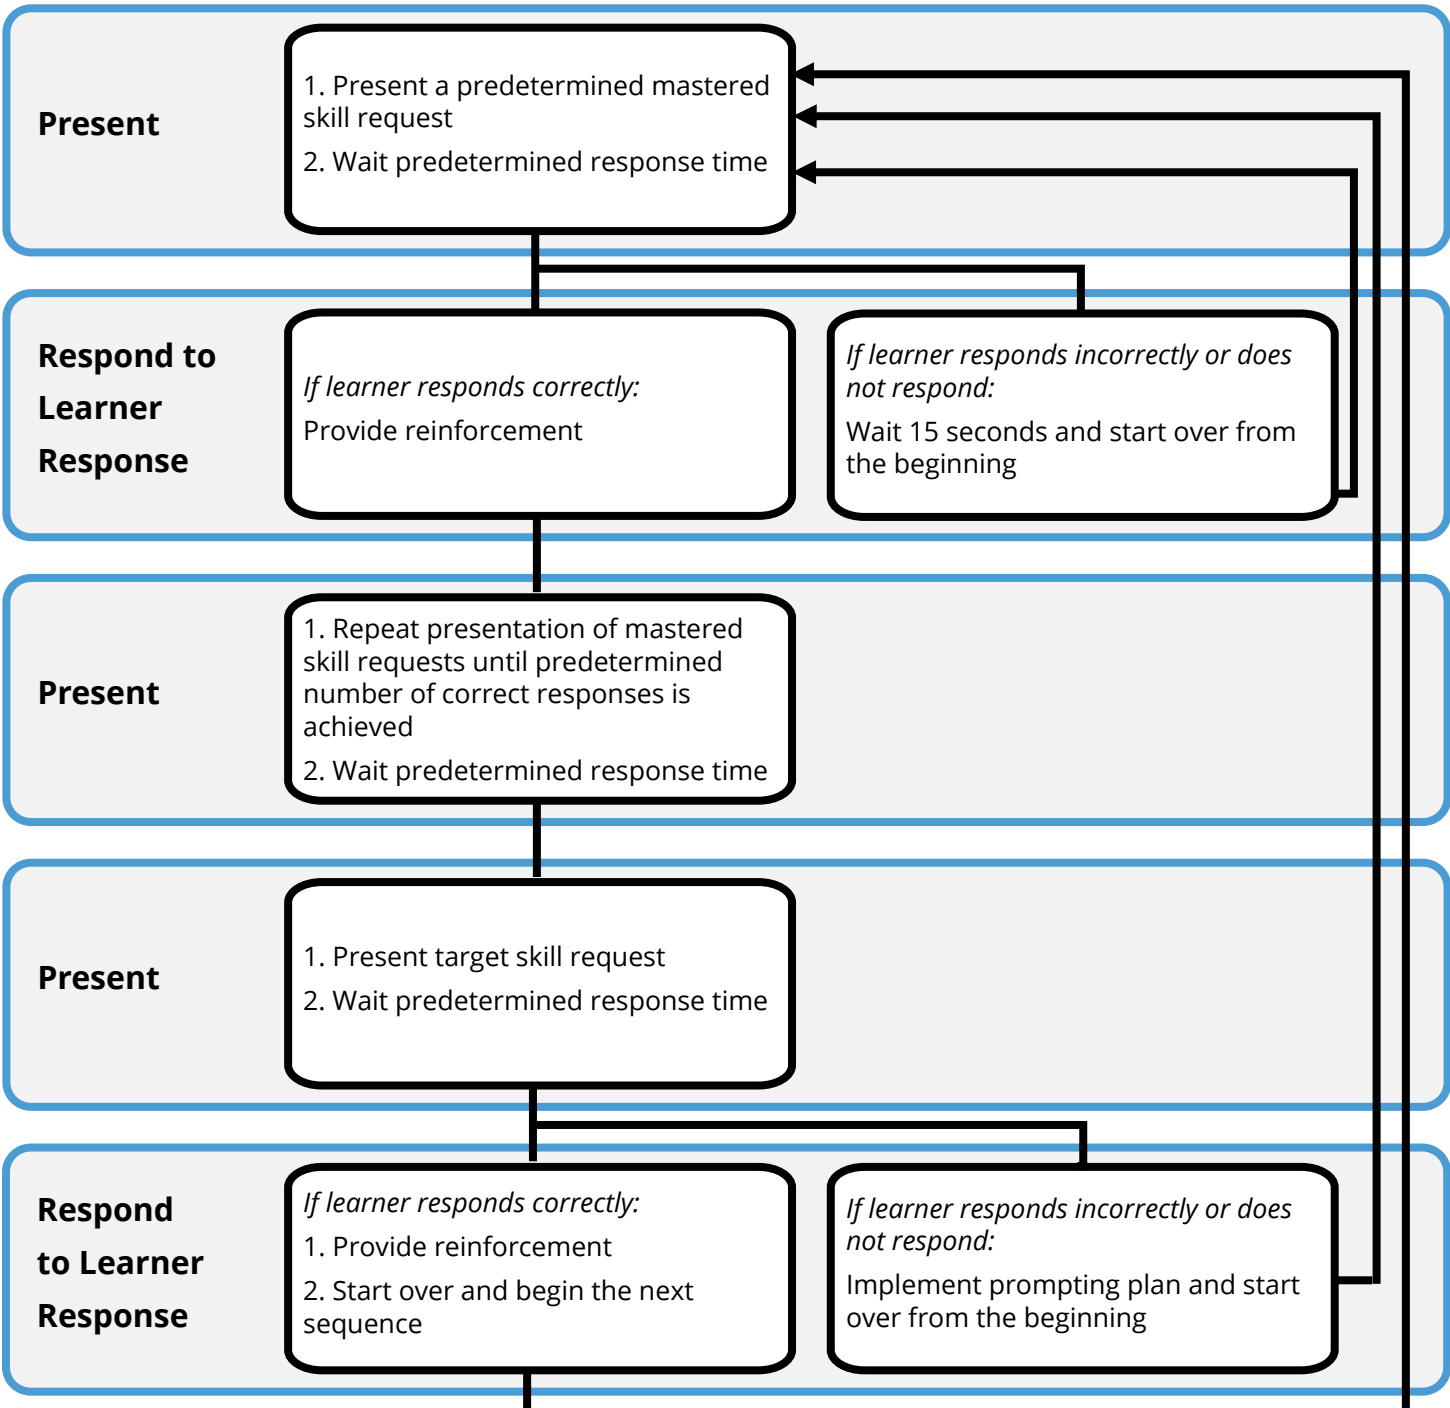 Present
1. Present a predetermined mastered
skill request
2. Wait predetermined response time
Respond to
Learner
Response
If learner responds correctly:
Provide reinforcement
If learner responds incorrectly or does
not respond:
Wait 15 seconds and start over from
the beginning
Present
1. Repeat presentation of mastered
skill requests until predetermined
number of correct responses is
achieved
2. Wait predetermined response time
Present
1. Present target skill request
2. Wait predetermined response time
Respond
to Learner
Response
If learner responds correctly:
1. Provide reinforcement
2. Start over and begin the next
sequence
If learner responds incorrectly or does
not respond:
Implement prompting plan and start
over from the beginning